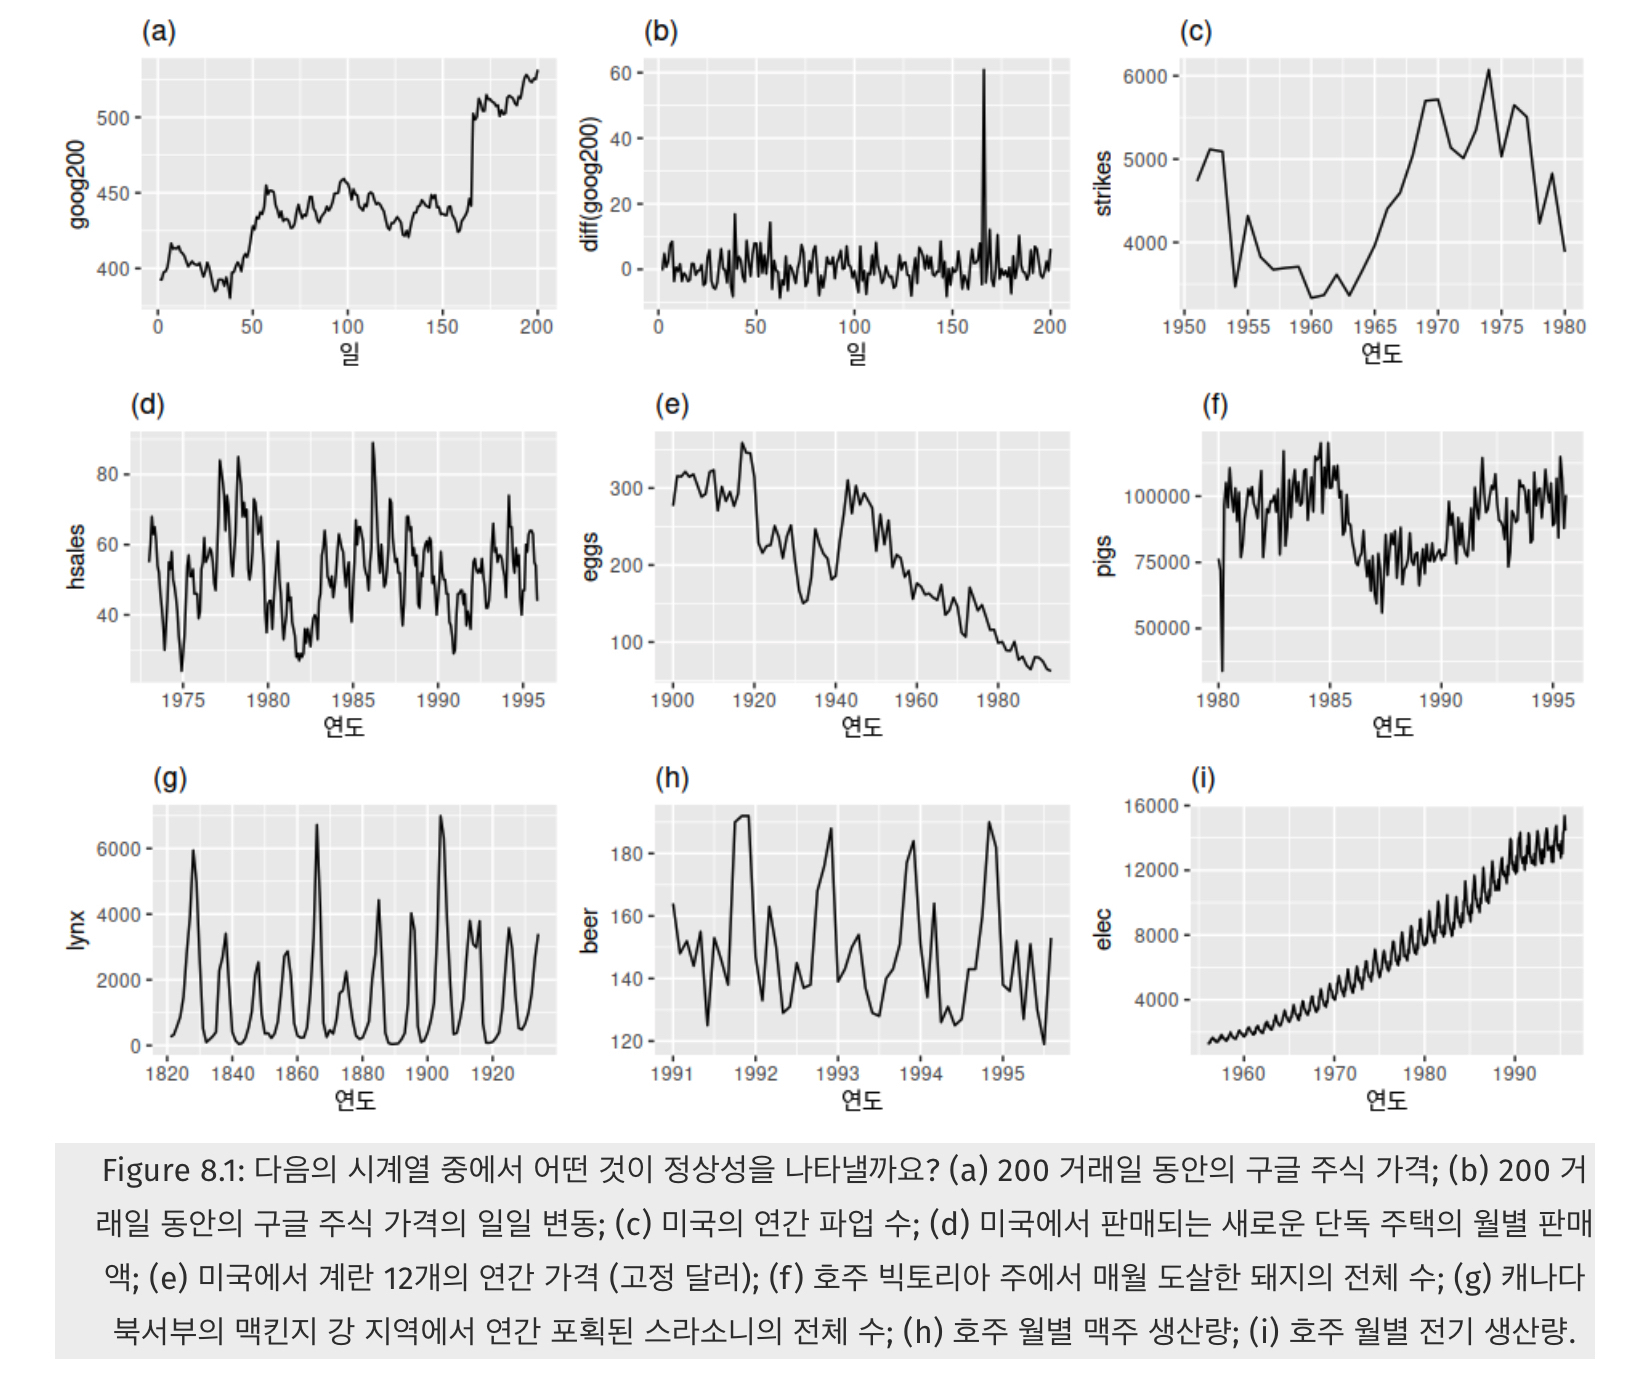 (a)
(b)
(c)
goog200
500
450
400
0
50
100
150
200
일
diff(goog200)
60
40
20
0
0
50
100
150
200
일
strikes
6000
5000
4000
1950
1955
1960
1965
1970
1975
1980
연도
(d)
(e)
(f)
hsales
80
60
40
1975
1980
1985
1990
1995
연도
eggs
300
200
100
1900
1920
1940
1960
1980
연도
pigs
100000
75000
50000
1980
1985
1990
1995
연도
(g)
(h)
(i)
lynx
6000
4000
2000
0
1820
1840
1860
1880
1900
1920
연도
beer
180
160
140
120
1991
1992
1993
1994
1995
연도
elec
16000
12000
8000
4000
1960
1970
1980
1990
연도
Figure 8.1: 다음의 시계열 중에서 어떤 것이 정상성을 나타낼까요? (a) 200 거래일 동안의 구글 주식 가격; (b) 200 거
래일 동안의 구글 주식 가격의 일일 변동; (c) 미국의 연간 파업 수; (d) 미국에서 판매되는 새로운 단독 주택의 월별 판매
액; (e) 미국에서 계란 12개의 연간 가격 (고정 달러); (f) 호주 빅토리아 주에서 매월 도살한 돼지의 전체 수; (g) 캐나다
북서부의 맥킨지 강 지역에서 연간 포획된 스라소니의 전체 수; (h) 호주 월별 맥주 생산량; (i) 호주 월별 전기 생산량.